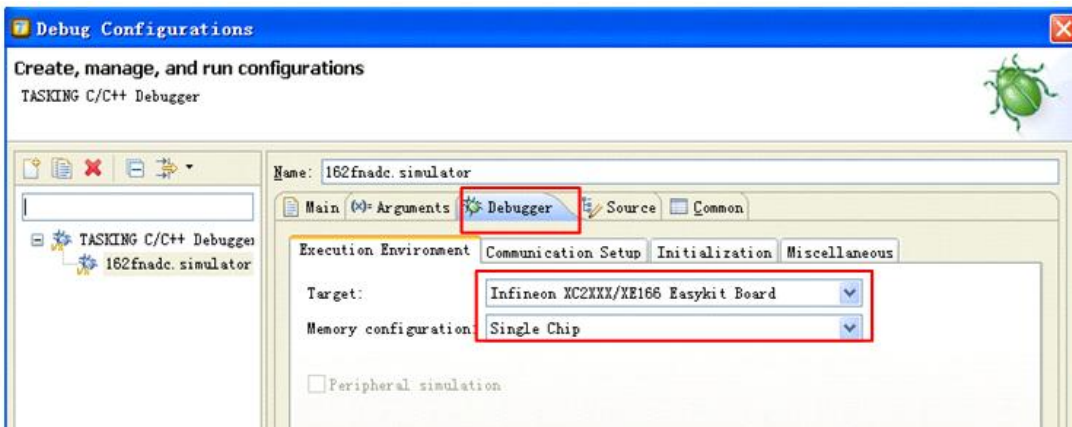 Debug Configurations
Create, manage, and run configurations
TASKING C/C++ Debugger
Name: 162fnadc.simulator
Main (x)= Arguments Debugger Source Common
TASKING C/C++ Debugger
162fnadc.simulator
Execution Environment Communication Setup Initialization Miscellaneous
Target: Infineon XC2XXX/XE166 Easykit Board
Memory configuration: Single Chip
Peripheral simulation